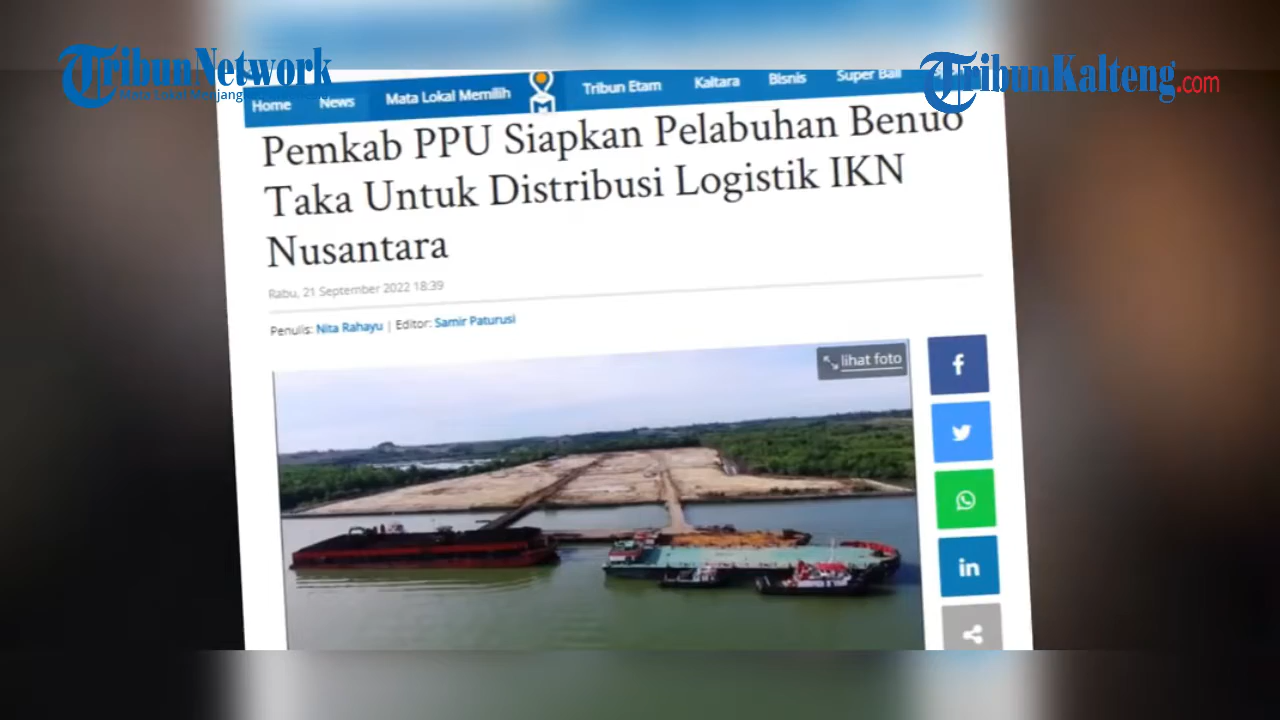 TribunNetwork
TribunKalteng.com
Home News Mata Lokal Memilih Tribun Etam Kaltara Bisnis Super Ball
Pemkab PPU Siapkan Pelabuhan Benuo
Taka Untuk Distribusi Logistik IKN
Nusantara
Rabu, 21 September 2022 18:39
Penulis: Nita Rahayu | Editor: Samir Paturusi
lihat foto